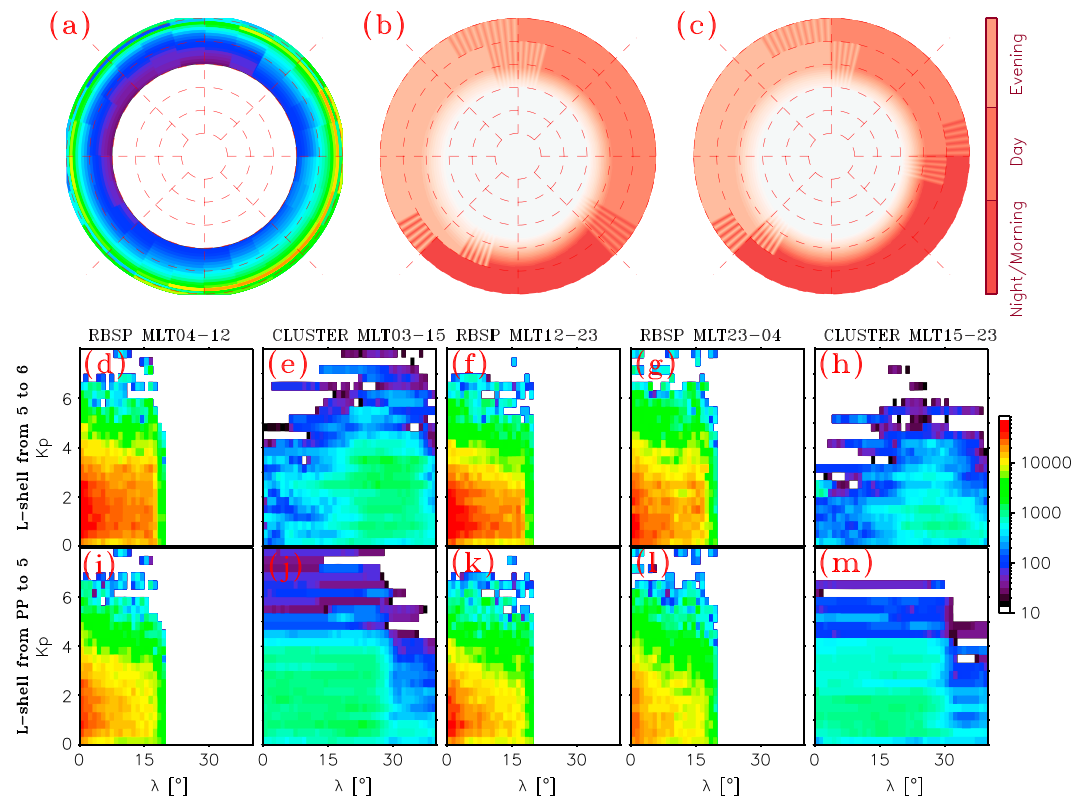 (a)
(b)
(c)
Evening
Day
Night/Morning
RBSP MLT04-12
CLUSTER MLT03-15
RBSP MLT12-23
RBSP MLT23-04
CLUSTER MLT15-23
(d)
(e)
(f)
(g)
(h)
L-shell from 5 to 6
Kp
6
4
2
0
10000
1000
100
10
(i)
(j)
(k)
(l)
(m)
L-shell from PP to 5
Kp
6
4
2
0
0 15 30
0 15 30
0 15 30
0 15 30
0 15 30
λ [°]
λ [°]
λ [°]
λ [°]
λ [°]